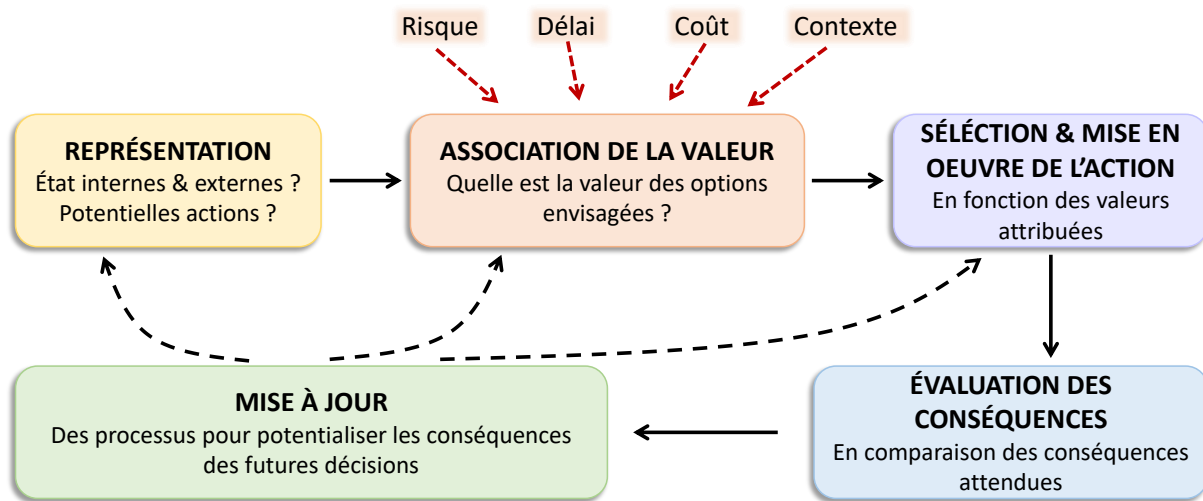 Risque
Délai
Coût
Contexte
REPRÉSENTATION
État internes & externes ?
Potentielles actions ?
ASSOCIATION DE LA VALEUR
Quelle est la valeur des options
envisagées ?
SÉLÉCTION & MISE EN
OEUVRE DE L’ACTION
En fonction des valeurs
attribuées
MISE À JOUR
Des processus pour potentialiser les conséquences
des futures décisions
ÉVALUATION DES
CONSÉQUENCES
En comparaison des conséquences
attendues